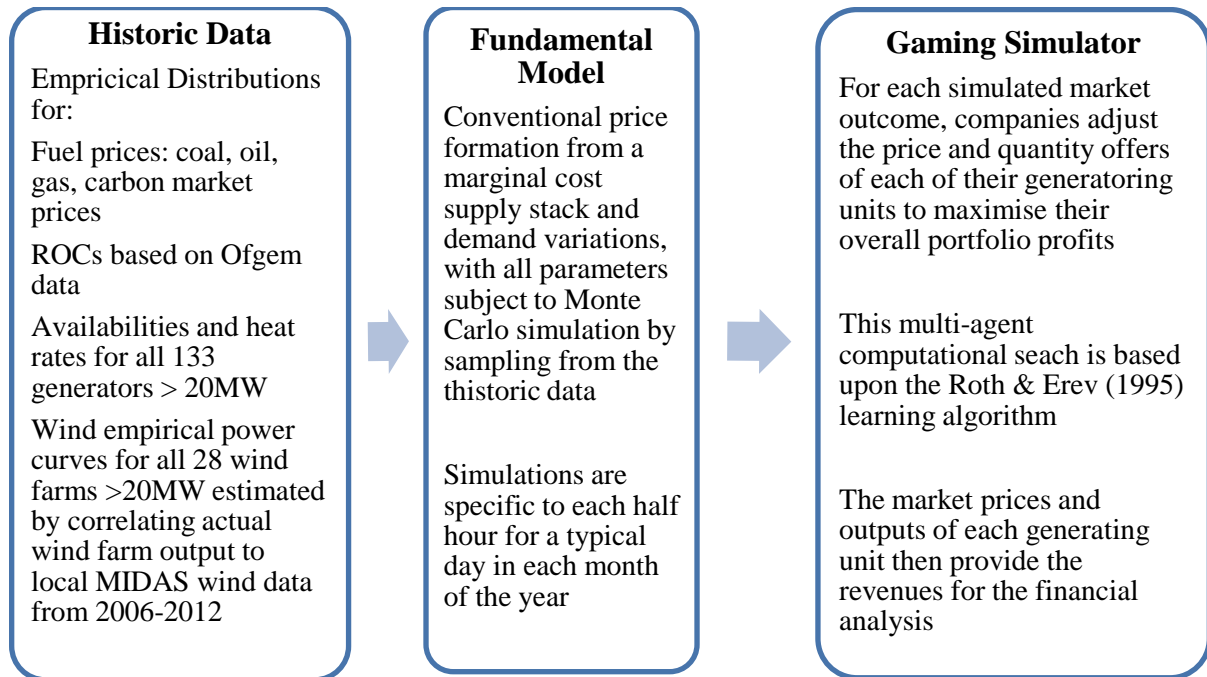 Historic Data
Empricical Distributions
for:
Fuel prices: coal, oil,
gas, carbon market
prices
ROCs based on Ofgem
data
Availabilities and heat
rates for all 133
generators > 20MW
Wind empirical power
curves for all 28 wind
farms >20MW estimated
by correlating actual
wind farm output to
local MIDAS wind data
from 2006-2012
Fundamental
Model
Conventional price
formation from a
marginal cost
supply stack and
demand variations,
with all parameters
subject to Monte
Carlo simulation by
sampling from the
thistoric data
Simulations are
specific to each half
hour for a typical
day in each month
of the year
Gaming Simulator
For each simulated market
outcome, companies adjust
the price and quantity offers
of each of their generatoring
units to maximise their
overall portfolio profits
This multi-agent
computational seach is based
upon the Roth & Erev (1995)
learning algorithm
The market prices and
outputs of each generating
unit then provide the
revenues for the financial
analysis